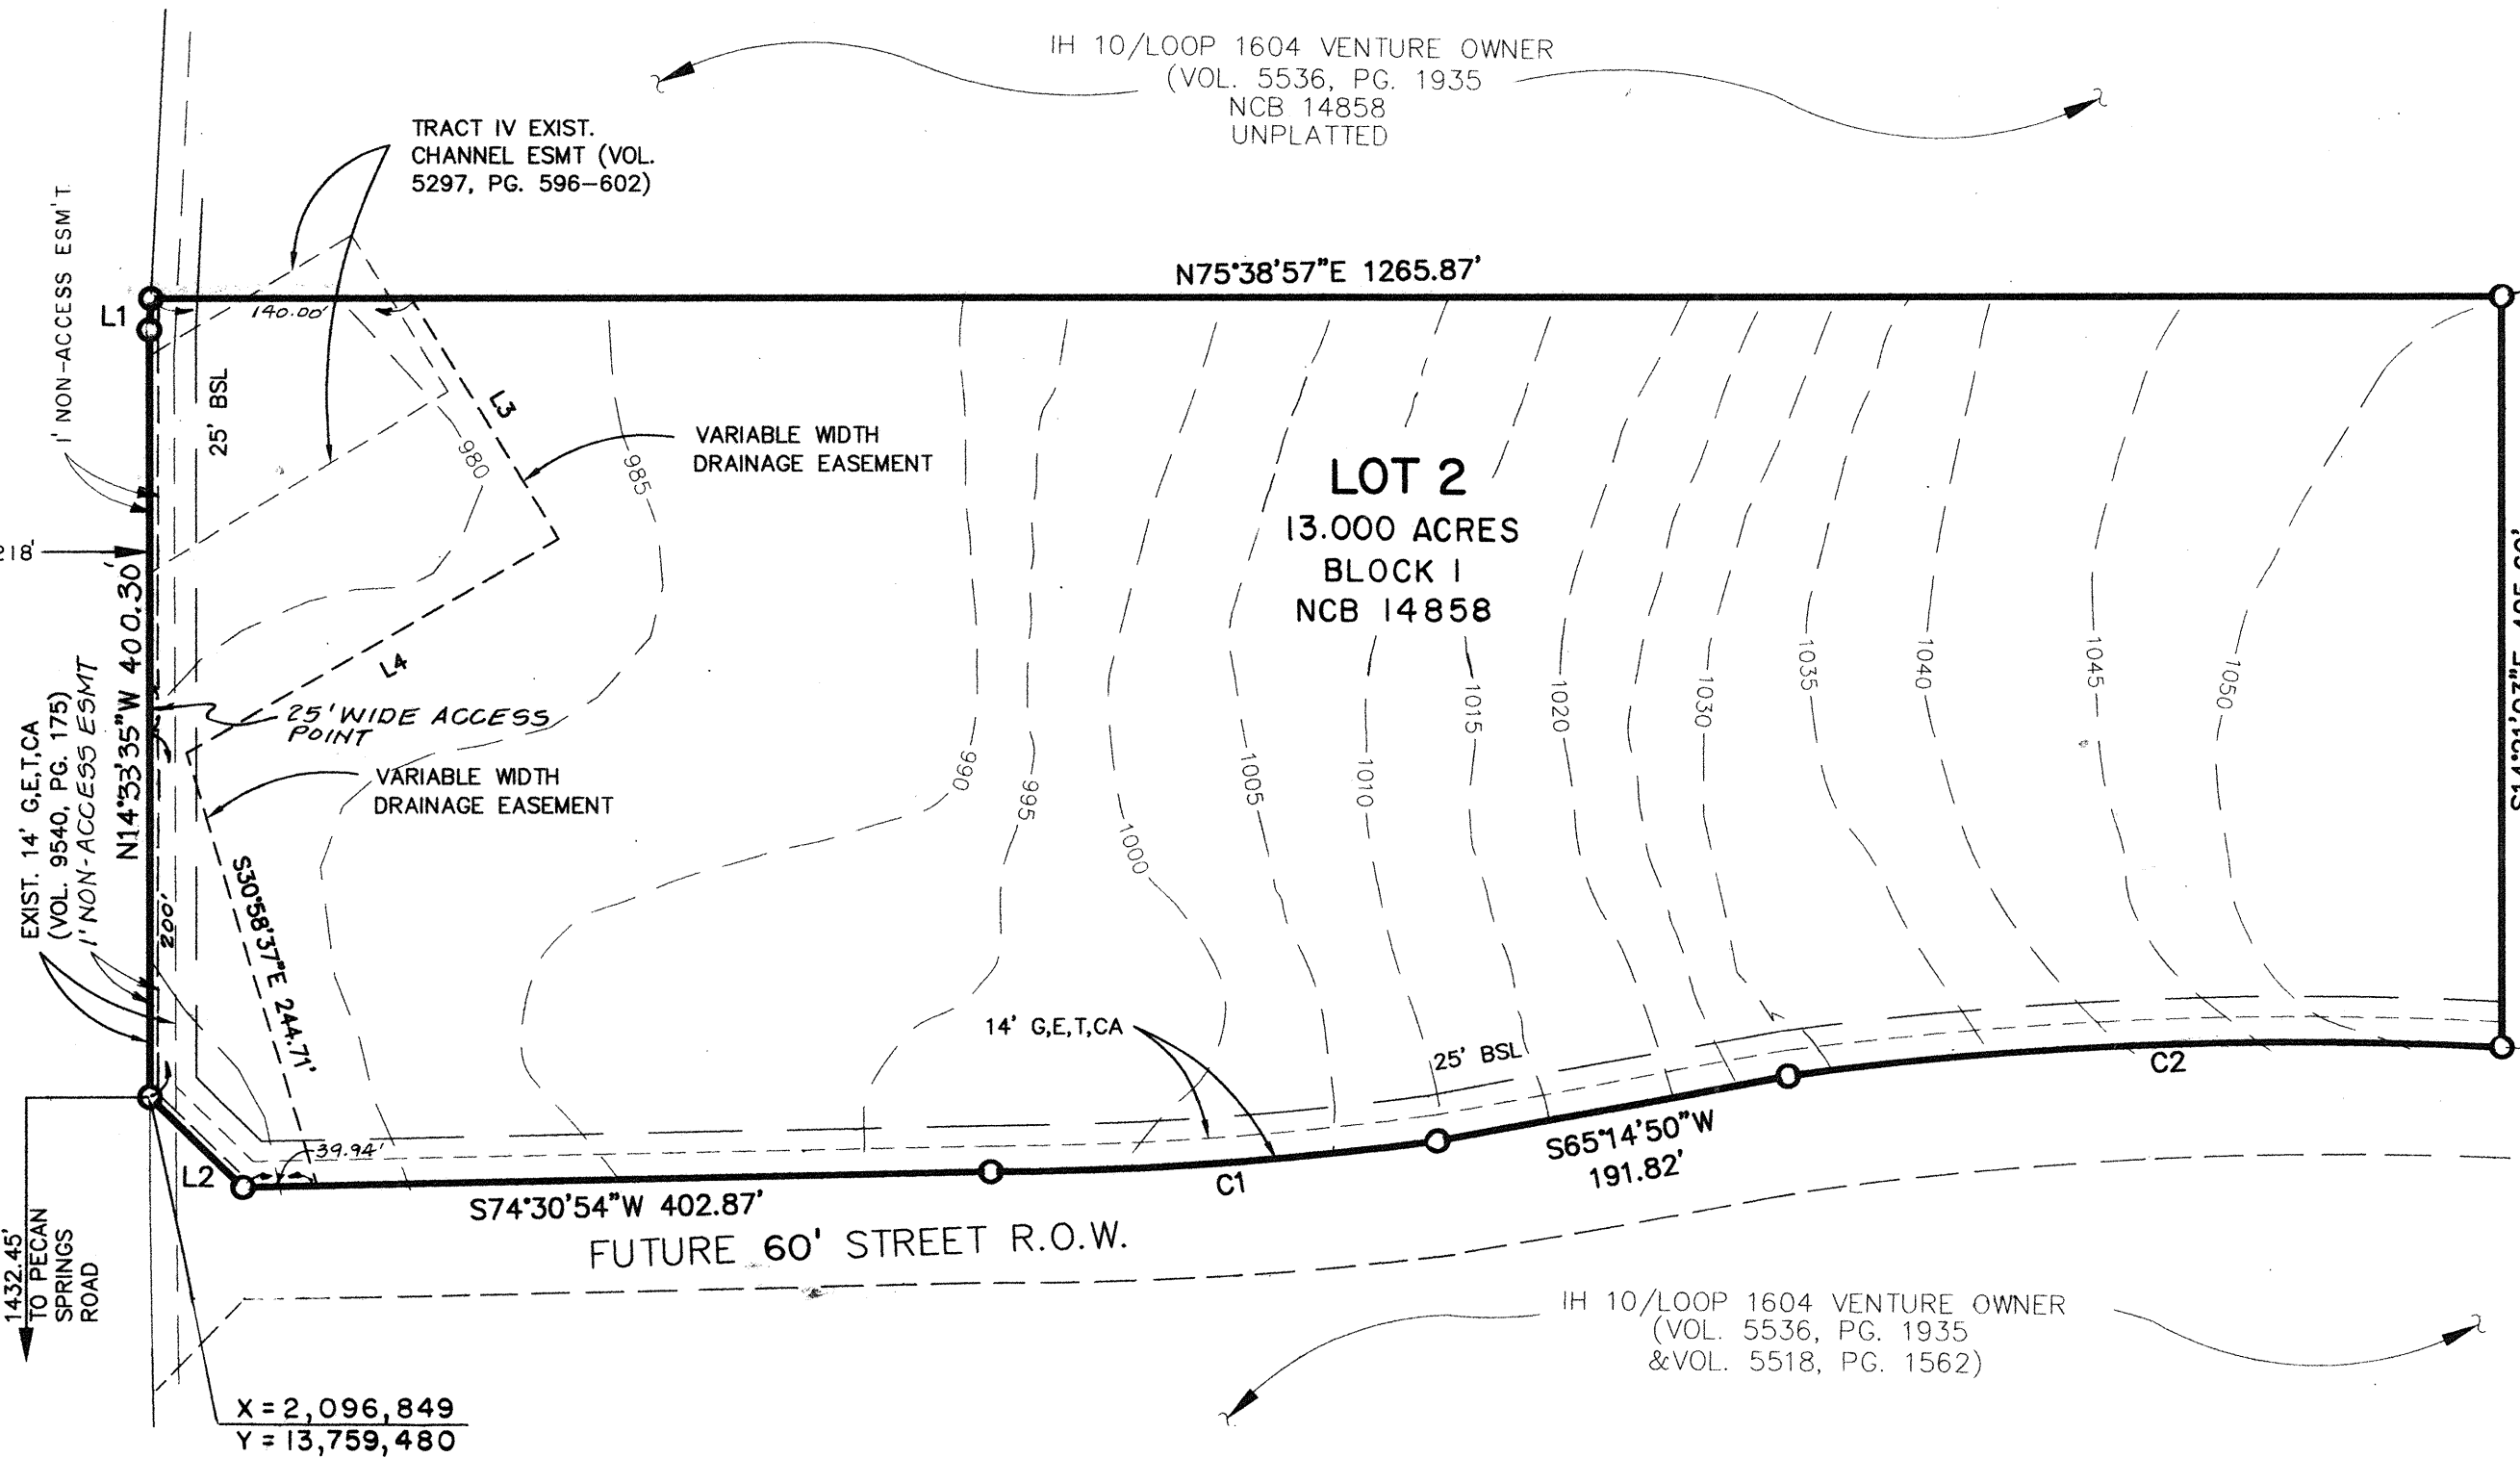 IH 10/LOOP 1604 VENTURE OWNER
(VOL. 5536, PG. 1935
NCB 14858
UNPLATTED
TRACT IV EXIST.
CHANNEL ESMT (VOL.
5297, PG. 596-602)
1' NON-ACCESS ESM'T
N75°38'57"E 1265.87'
L1
140.00'
25' BSL
L3
VARIABLE WIDTH
DRAINAGE EASEMENT
980
985
LOT 2
13.000 ACRES
BLOCK 1
NCB 14858
218'
N14°33'35"W 400.30'
L4
25' WIDE ACCESS
POINT
EXIST. 14' G,E,T,CA
(VOL. 9540, PG. 175)
1' NON-ACCESS ESMT
VARIABLE WIDTH
DRAINAGE EASEMENT
990
995
1000
1005
1010
1015
1020
1030
1035
1040
1045
1050
200'
S30°58'37"E 244.71'
14' G,E,T,CA
25' BSL
C2
39.94'
L2
S74°30'54"W 402.87'
C1
S65°14'50"W
191.82'
FUTURE 60' STREET R.O.W.
1432.45'
TO PECAN
SPRINGS
ROAD
IH 10/LOOP 1604 VENTURE OWNER
(VOL. 5536, PG. 1935
&VOL. 5518, PG. 1562)
X = 2,096,849
Y = 13,759,480